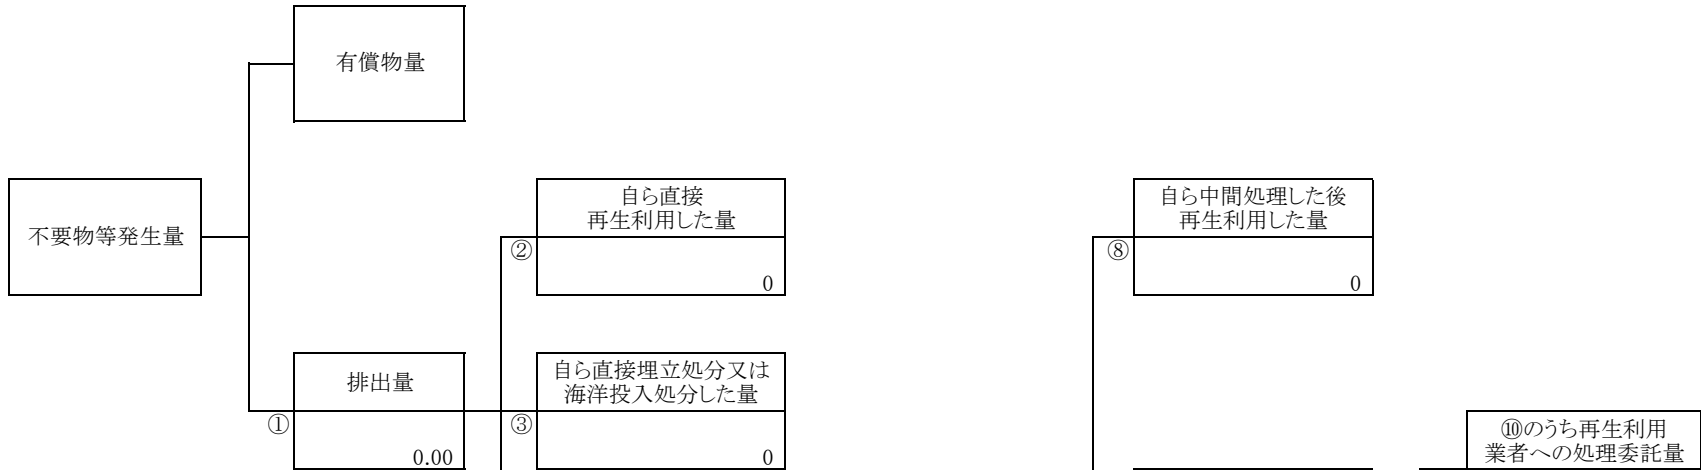 有償物量
不要物等発生量
自ら直接
再生利用した量
②
0
自ら中間処理した後
再生利用した量
⑧
0
排出量
①
0.00
自ら直接埋立処分又は
海洋投入処分した量
③
0
⑩のうち再生利用
業者への処理委託量